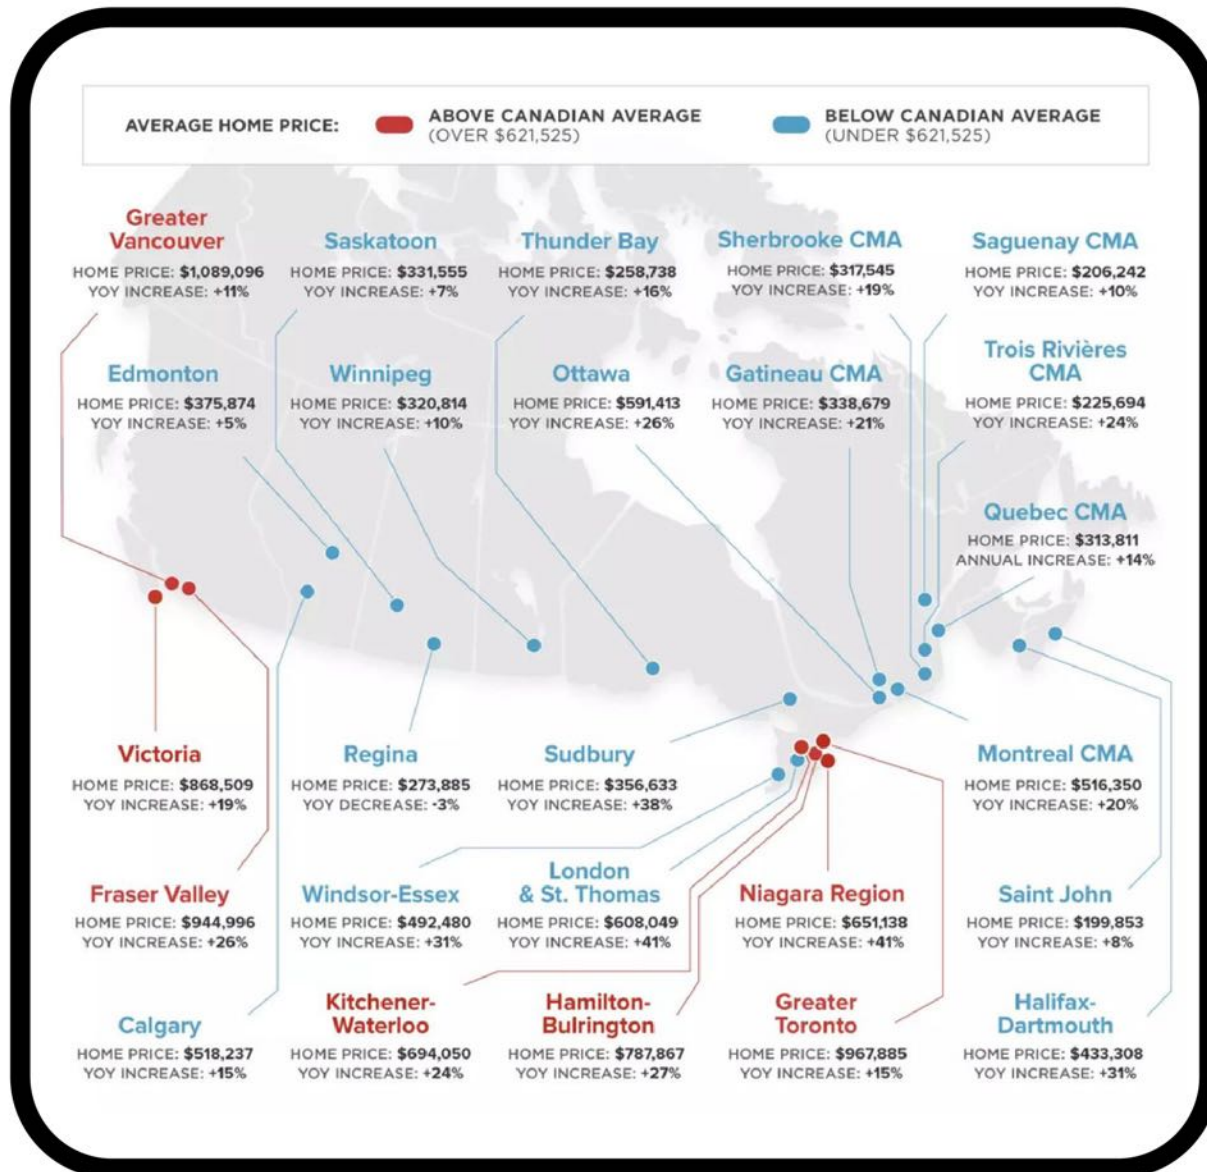 AVERAGE HOME PRICE:
ABOVE CANADIAN AVERAGE
(OVER $621,525)
BELOW CANADIAN AVERAGE
(UNDER $621,525)
Greater
Vancouver
HOME PRICE: $1,089,096
YOY INCREASE: +11%
Saskatoon
HOME PRICE: $331,555
YOY INCREASE: +7%
Thunder Bay
HOME PRICE: $258,738
YOY INCREASE: +16%
Sherbrooke CMA
HOME PRICE: $317,545
YOY INCREASE: +19%
Saguenay CMA
HOME PRICE: $206,242
YOY INCREASE: +10%
Edmonton
HOME PRICE: $375,874
YOY INCREASE: +5%
Winnipeg
HOME PRICE: $320,814
YOY INCREASE: +10%
Ottawa
HOME PRICE: $591,413
YOY INCREASE: +26%
Gatineau CMA
HOME PRICE: $338,679
YOY INCREASE: +21%
Trois Rivières
CMA
HOME PRICE: $225,694
YOY INCREASE: +24%
Quebec CMA
HOME PRICE: $313,811
ANNUAL INCREASE: +14%
Victoria
HOME PRICE: $868,509
YOY INCREASE: +19%
Regina
HOME PRICE: $273,885
YOY DECREASE: -3%
Sudbury
HOME PRICE: $356,633
YOY INCREASE: +38%
Montreal CMA
HOME PRICE: $516,350
YOY INCREASE: +20%
Fraser Valley
HOME PRICE: $944,996
YOY INCREASE: +26%
Windsor-Essex
HOME PRICE: $492,480
YOY INCREASE: +31%
London
& St. Thomas
HOME PRICE: $608,049
YOY INCREASE: +41%
Niagara Region
HOME PRICE: $651,138
YOY INCREASE: +41%
Saint John
HOME PRICE: $199,853
YOY INCREASE: +8%
Calgary
HOME PRICE: $518,237
YOY INCREASE: +15%
Kitchener-
Waterloo
HOME PRICE: $694,050
YOY INCREASE: +24%
Hamilton-
Bulrington
HOME PRICE: $787,867
YOY INCREASE: +27%
Greater
Toronto
HOME PRICE: $967,885
YOY INCREASE: +15%
Halifax-
Dartmouth
HOME PRICE: $433,308
YOY INCREASE: +31%